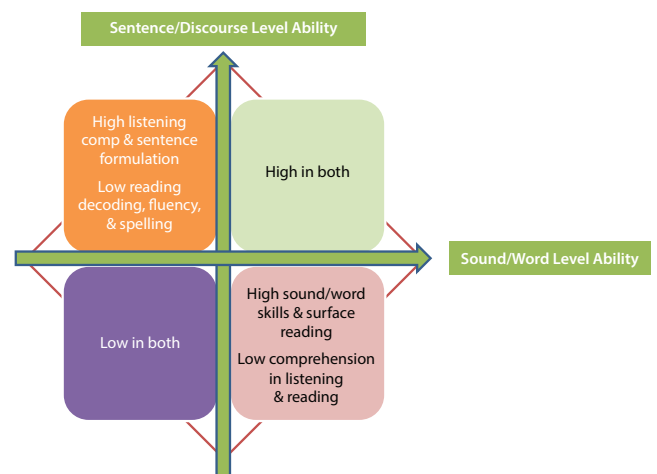 Sentence/Discourse Level Ability
High listening
comp & sentence
formulation
Low reading
decoding, fluency,
& spelling
High in both
Sound/Word Level Ability
Low in both
High sound/word
skills & surface
reading
Low comprehension
in listening
& reading